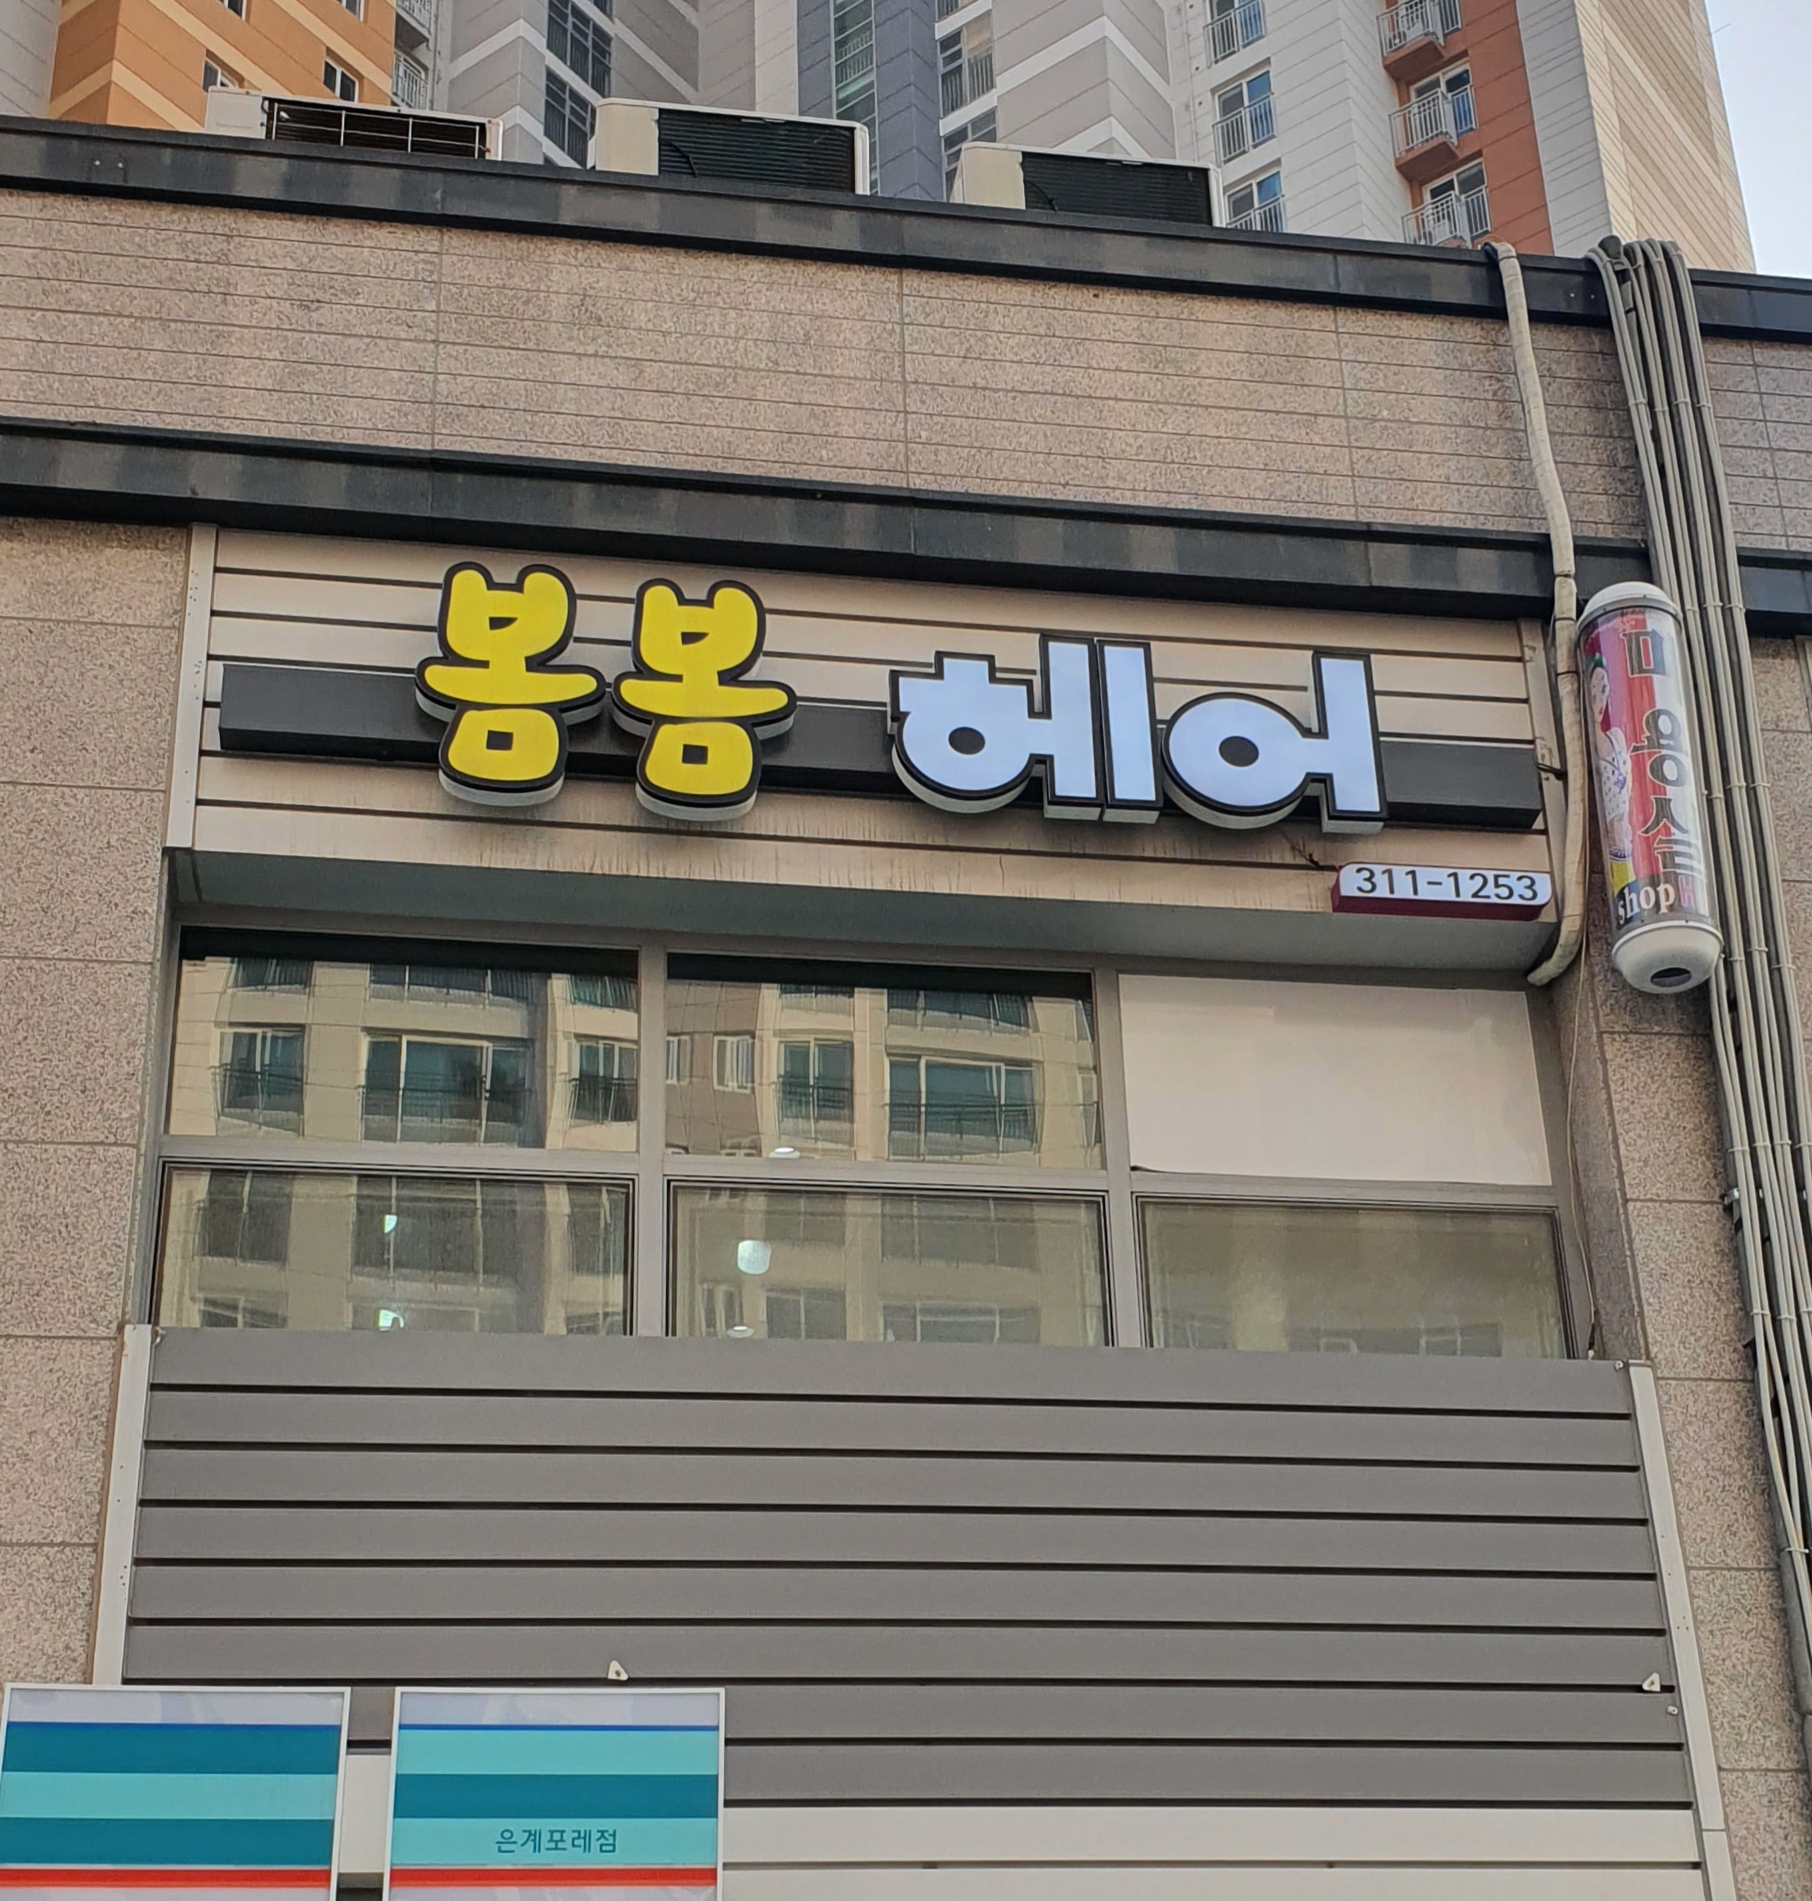 봄봄 헤어
311-1253
미용실
shop
은계포레점